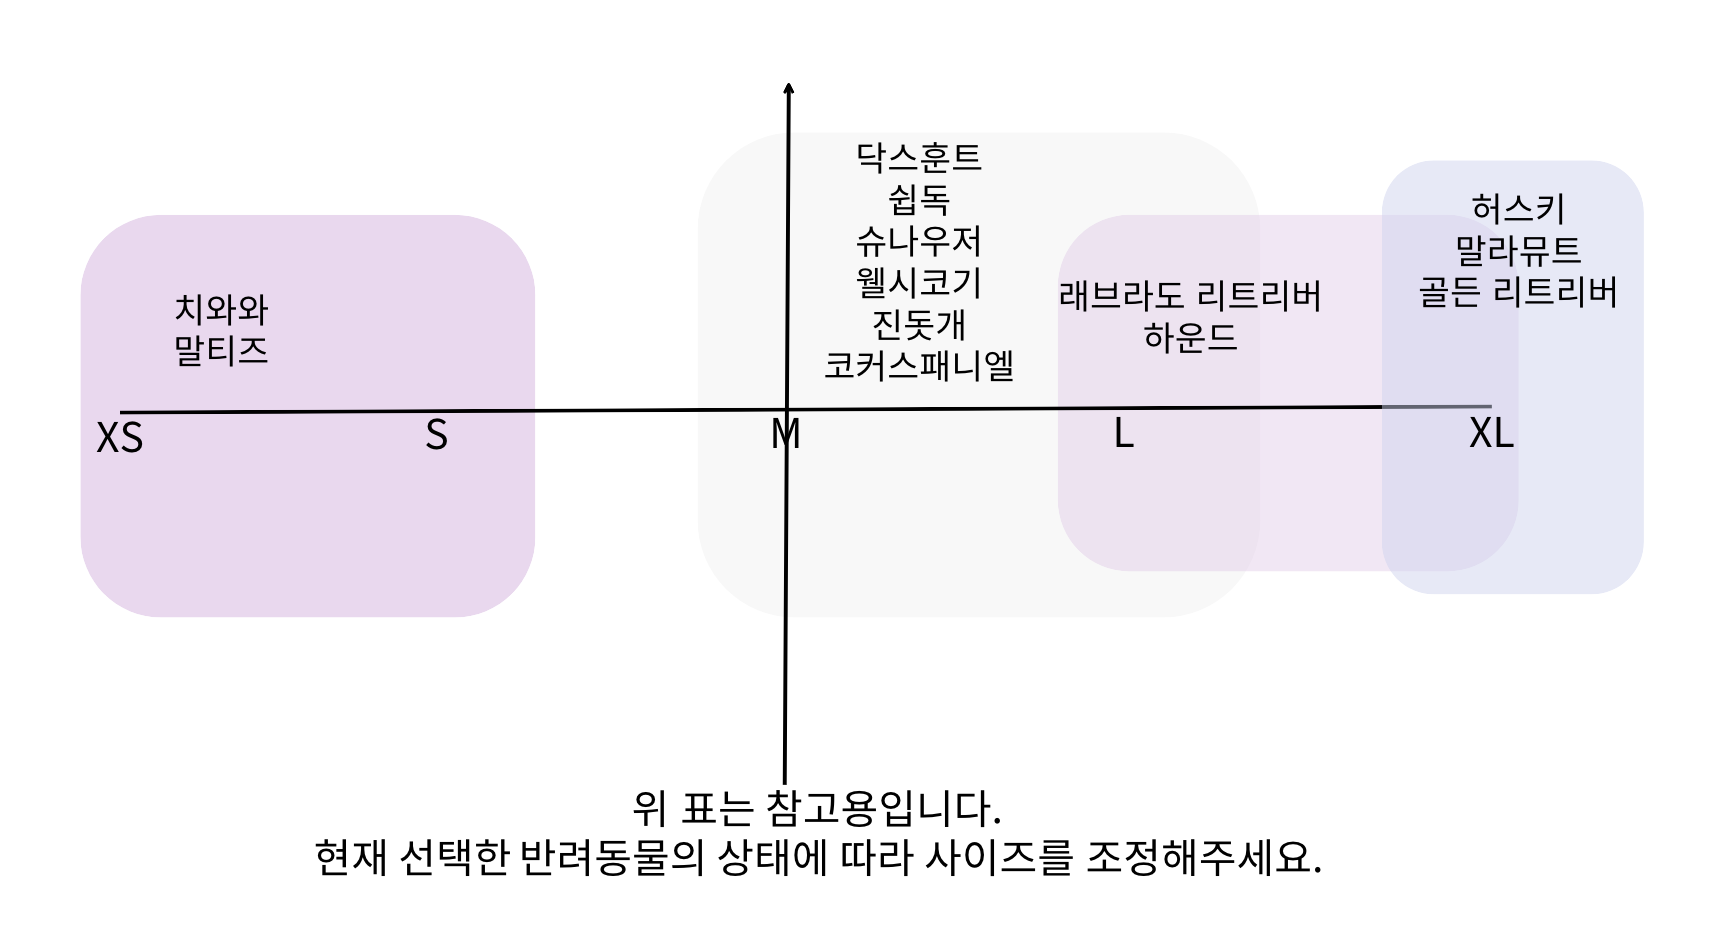 치와와
말티즈
닥스훈트
쉽독
슈나우저
웰시코기
진돗개
코커스패니엘
래브라도 리트리버
하운드
허스키
말라뮤트
골든 리트리버
XS
S
M
L
XL
위 표는 참고용입니다.
현재 선택한 반려동물의 상태에 따라 사이즈를 조정해주세요.